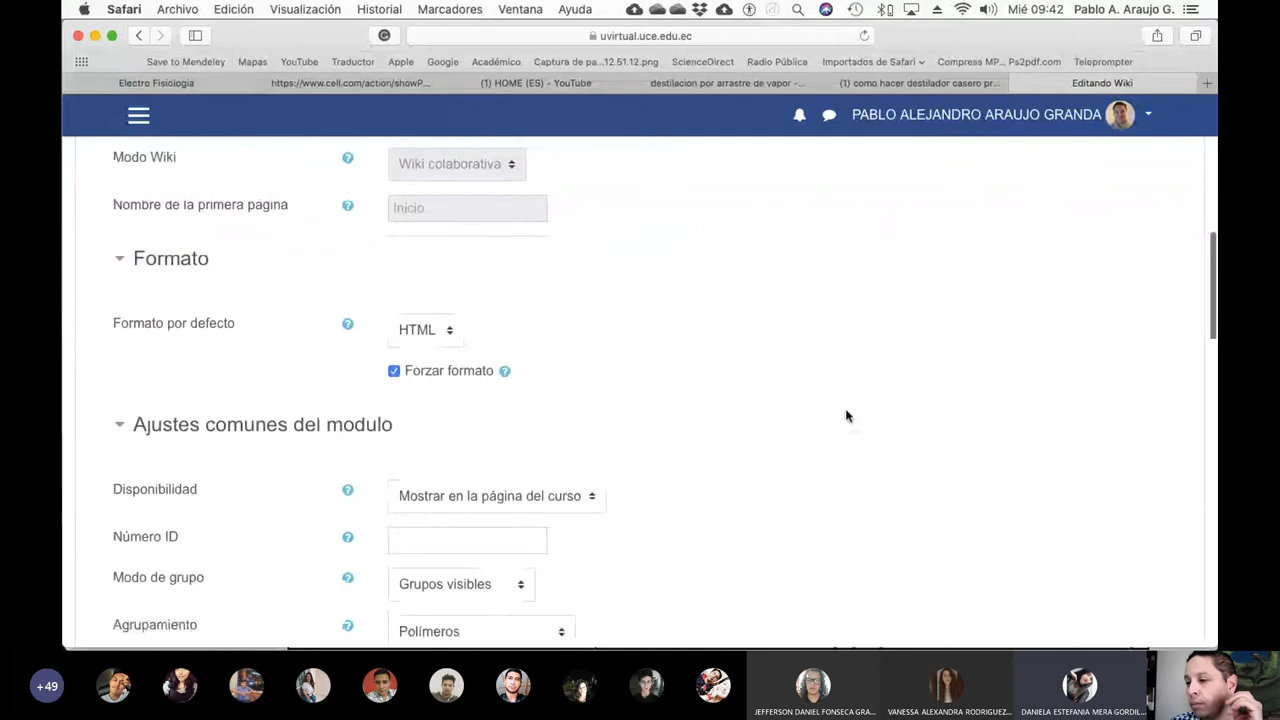 Safari Archivo Edición Visualización Historial Marcadores Ventana Ayuda Mié 09:42 Pablo A. Araujo G.
uvirtual.uce.edu.ec
Save to Mendeley Mapas YouTube Traductor Apple Google Académico Captura de pa...12.51.12.png ScienceDirect Radio Pública Importados de Safari Compress MP... Ps2pdf.com Teleprompter
Electro Fisiologia https://www.cell.com/action/showP... (1) HOME (ES) - YouTube destilacion por arrastre de vapor - ... (1) como hacer destilador casero pr... Editando Wiki
PABLO ALEJANDRO ARAUJO GRANDA
Modo Wiki Wiki colaborativa
Nombre de la primera pagina Inicio
Formato
Formato por defecto HTML
Forzar formato
Ajustes comunes del modulo
Disponibilidad Mostrar en la página del curso
Número ID
Modo de grupo Grupos visibles
Agrupamiento Polímeros
+49
JEFFERSON DANIEL FONSECA GRA... VANESSA ALEXANDRA RODRIGUEZ... DANIELA ESTEFANIA MERA GORDIL...